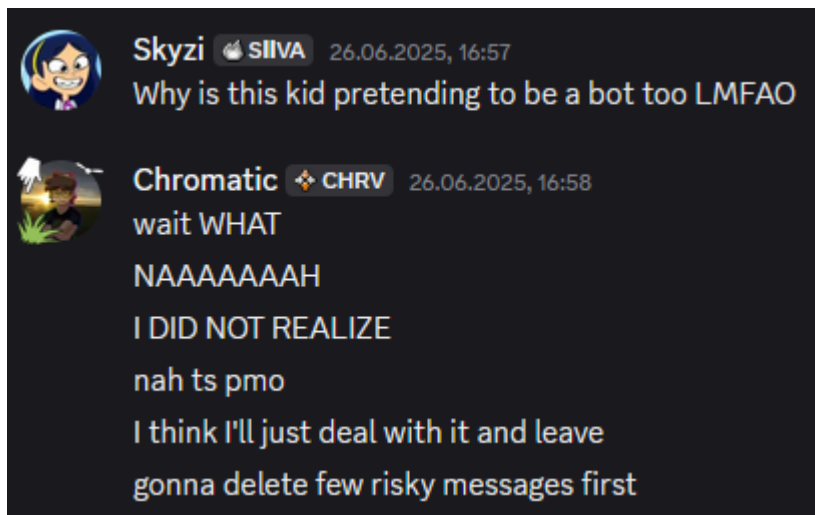 Skyzi SIIVA 26.06.2025, 16:57
Why is this kid pretending to be a bot too LMFAO
Chromatic CHRV 26.06.2025, 16:58
wait WHAT
NAAAAAAAH
I DID NOT REALIZE
nah ts pmo
I think I'll just deal with it and leave
gonna delete few risky messages first